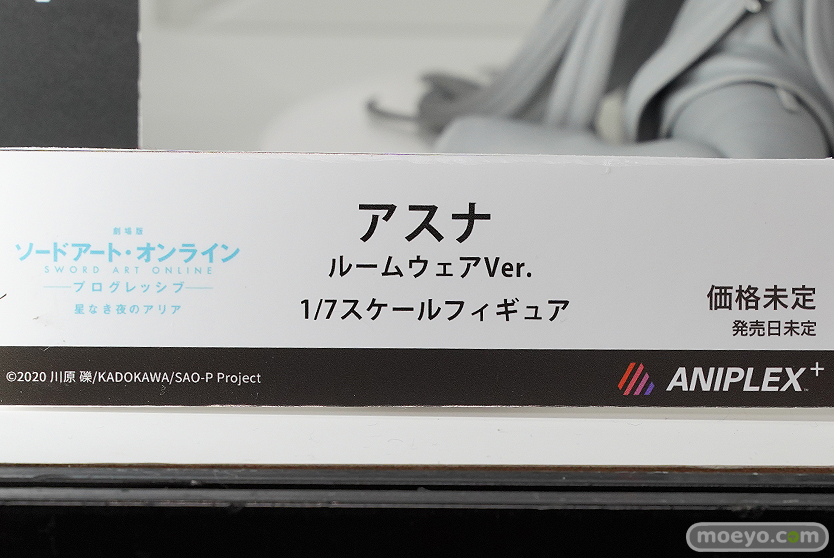 アスナ
ルームウェアVer.
1/7スケールフィギュア
劇場版
ソードアート・オンライン
SWORD ART ONLINE
プログレッシブ
星なき夜のアリア
価格未定
発売日未定
©2020 川原 礫/KADOKAWA/SAO-P Project
ANIPLEX+
moeyo.com